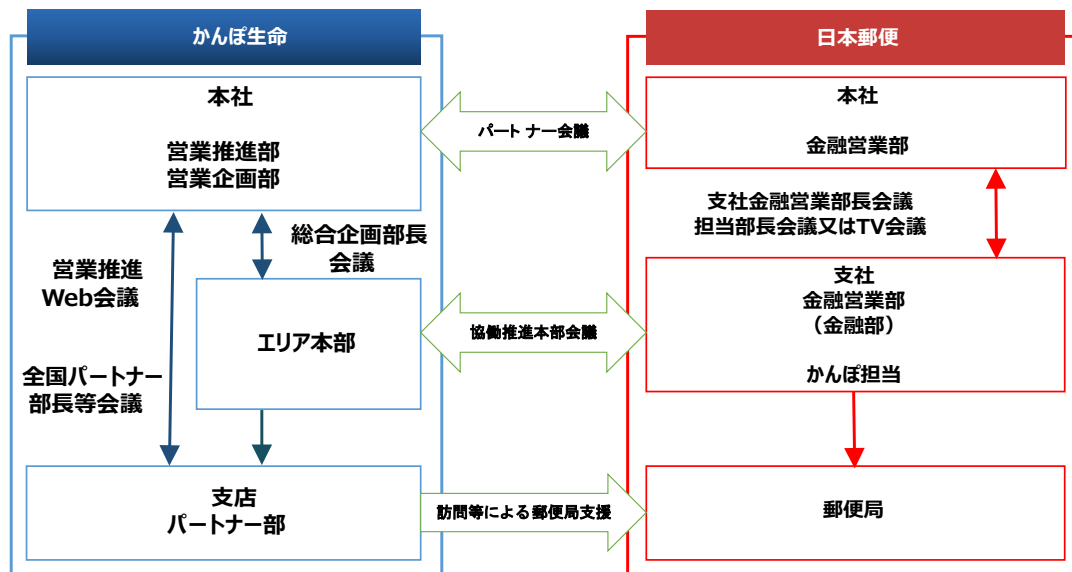 かんぽ生命
日本郵便
本社
営業推進部
営業企画部
パートナー会議
本社
金融営業部
総合企画部長
会議
支社金融営業部長会議
担当部長会議又はTV会議
営業推進
Web会議
エリア本部
協働推進本部会議
支社
金融営業部
（金融部）
かんぽ担当
全国パートナー
部長等会議
支店
パートナー部
訪問等による郵便局支援
郵便局